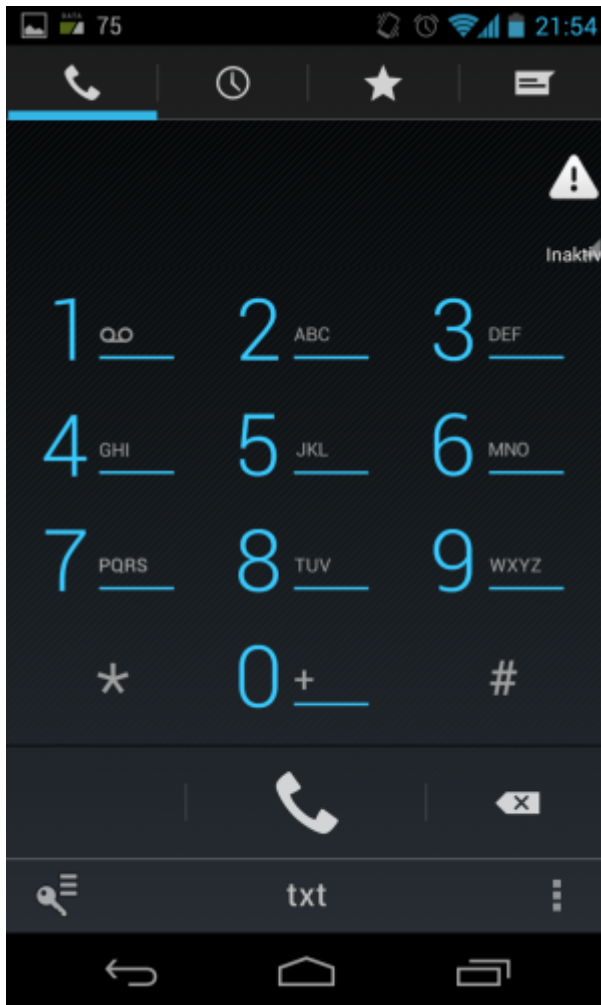 DATA 75 21:54
Inaktiv
1 2 ABC 3 DEF
4 GHI 5 JKL 6 MNO
7 PQRS 8 TUV 9 WXYZ
* 0 + #
txt